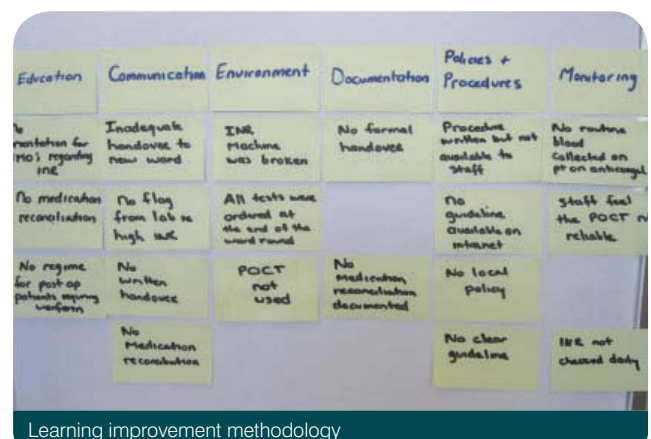 Education
Communication
Environment
Documentation
Policies +
Procedures
Monitoring
for
regarding
INR
Inadequate
handover to
new ward
INR
Machine
was broken
No formal
handover
Procedure
written but not
available to
staff
No routine
blood
collected on
pt on
No medication
reconciliation
No flag
from lab re
high INR
All tests were
ordered at
the end of the
ward round
No
guideline
available on
intranet
Staff feel
the POCT
reliable
No regime
for post op
patients requiring
warfarin
No
written
handover
POCT
not
used
No
Medication
reconciliation
documented
No local
policy
No
Medication
reconciliation
No clear
guideline
INR not
checked daily
Learning improvement methodology